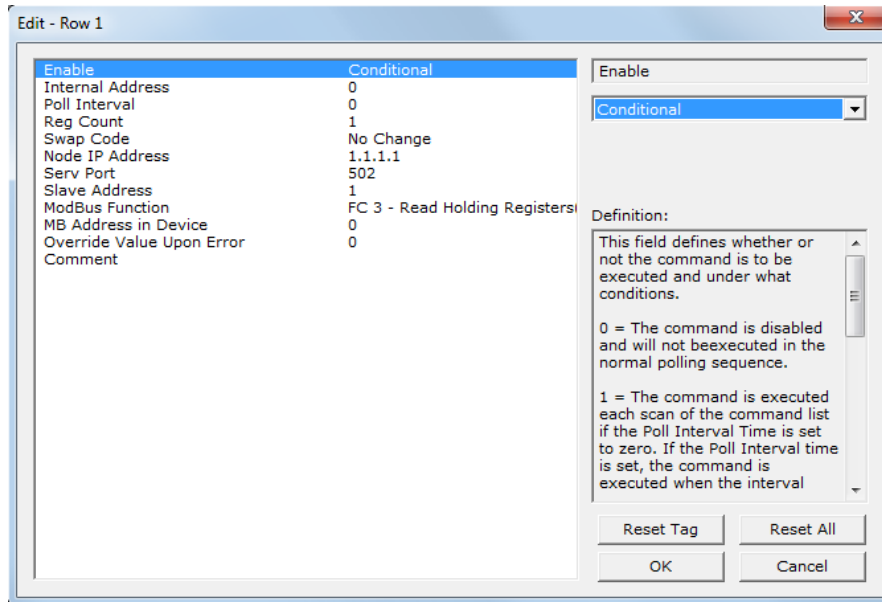 Edit - Row 1
Enable Conditional
Internal Address 0
Poll Interval 0
Reg Count 1
Swap Code No Change
Node IP Address 1.1.1.1
Serv Port 502
Slave Address 1
ModBus Function FC 3 - Read Holding Registers(
MB Address in Device 0
Override Value Upon Error 0
Comment
Enable
Conditional
Definition:
This field defines whether or
not the command is to be
executed and under what
conditions.
0 = The command is disabled
and will not beexecuted in the
normal polling sequence.
1 = The command is executed
each scan of the command list
if the Poll Interval Time is set
to zero. If the Poll Interval time
is set, the command is
executed when the interval
Reset Tag Reset All
OK Cancel